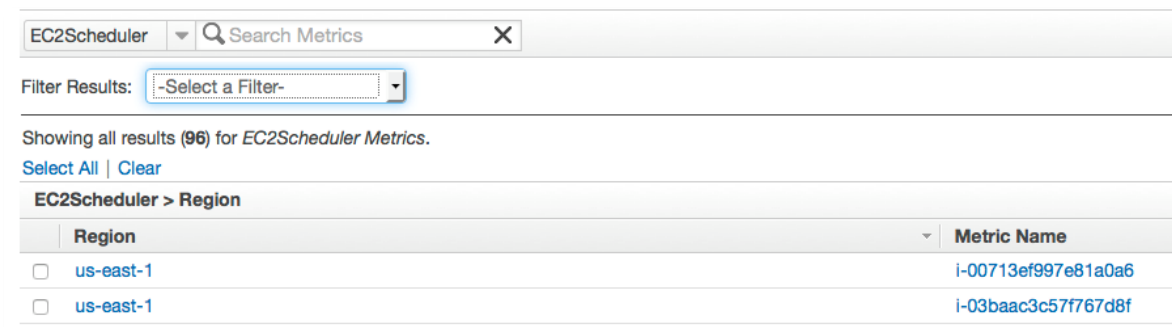 EC2Scheduler Search Metrics
Filter Results: -Select a Filter-
Showing all results (96) for EC2Scheduler Metrics.
Select All | Clear
EC2Scheduler > Region
Region Metric Name
us-east-1 i-00713ef997e81a0a6
us-east-1 i-03baac3c57f767d8f